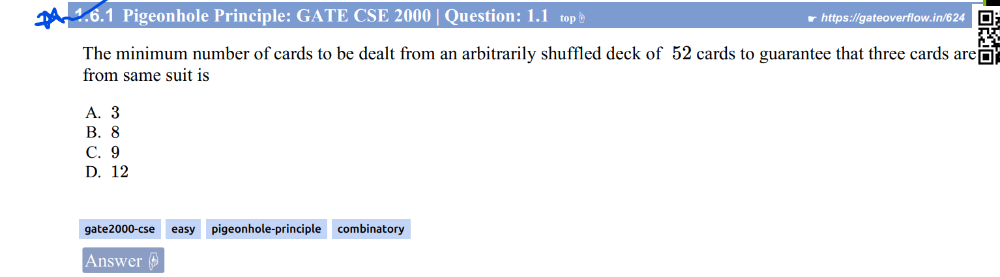 1.6.1 Pigeonhole Principle: GATE CSE 2000 | Question: 1.1 top☟ ☛ https://gateoverflow.in/624
The minimum number of cards to be dealt from an arbitrarily shuffled deck of 52 cards to guarantee that three cards are
from same suit is
A. 3
B. 8
C. 9
D. 12
gate2000-cse easy pigeonhole-principle combinatory
Answer ☟